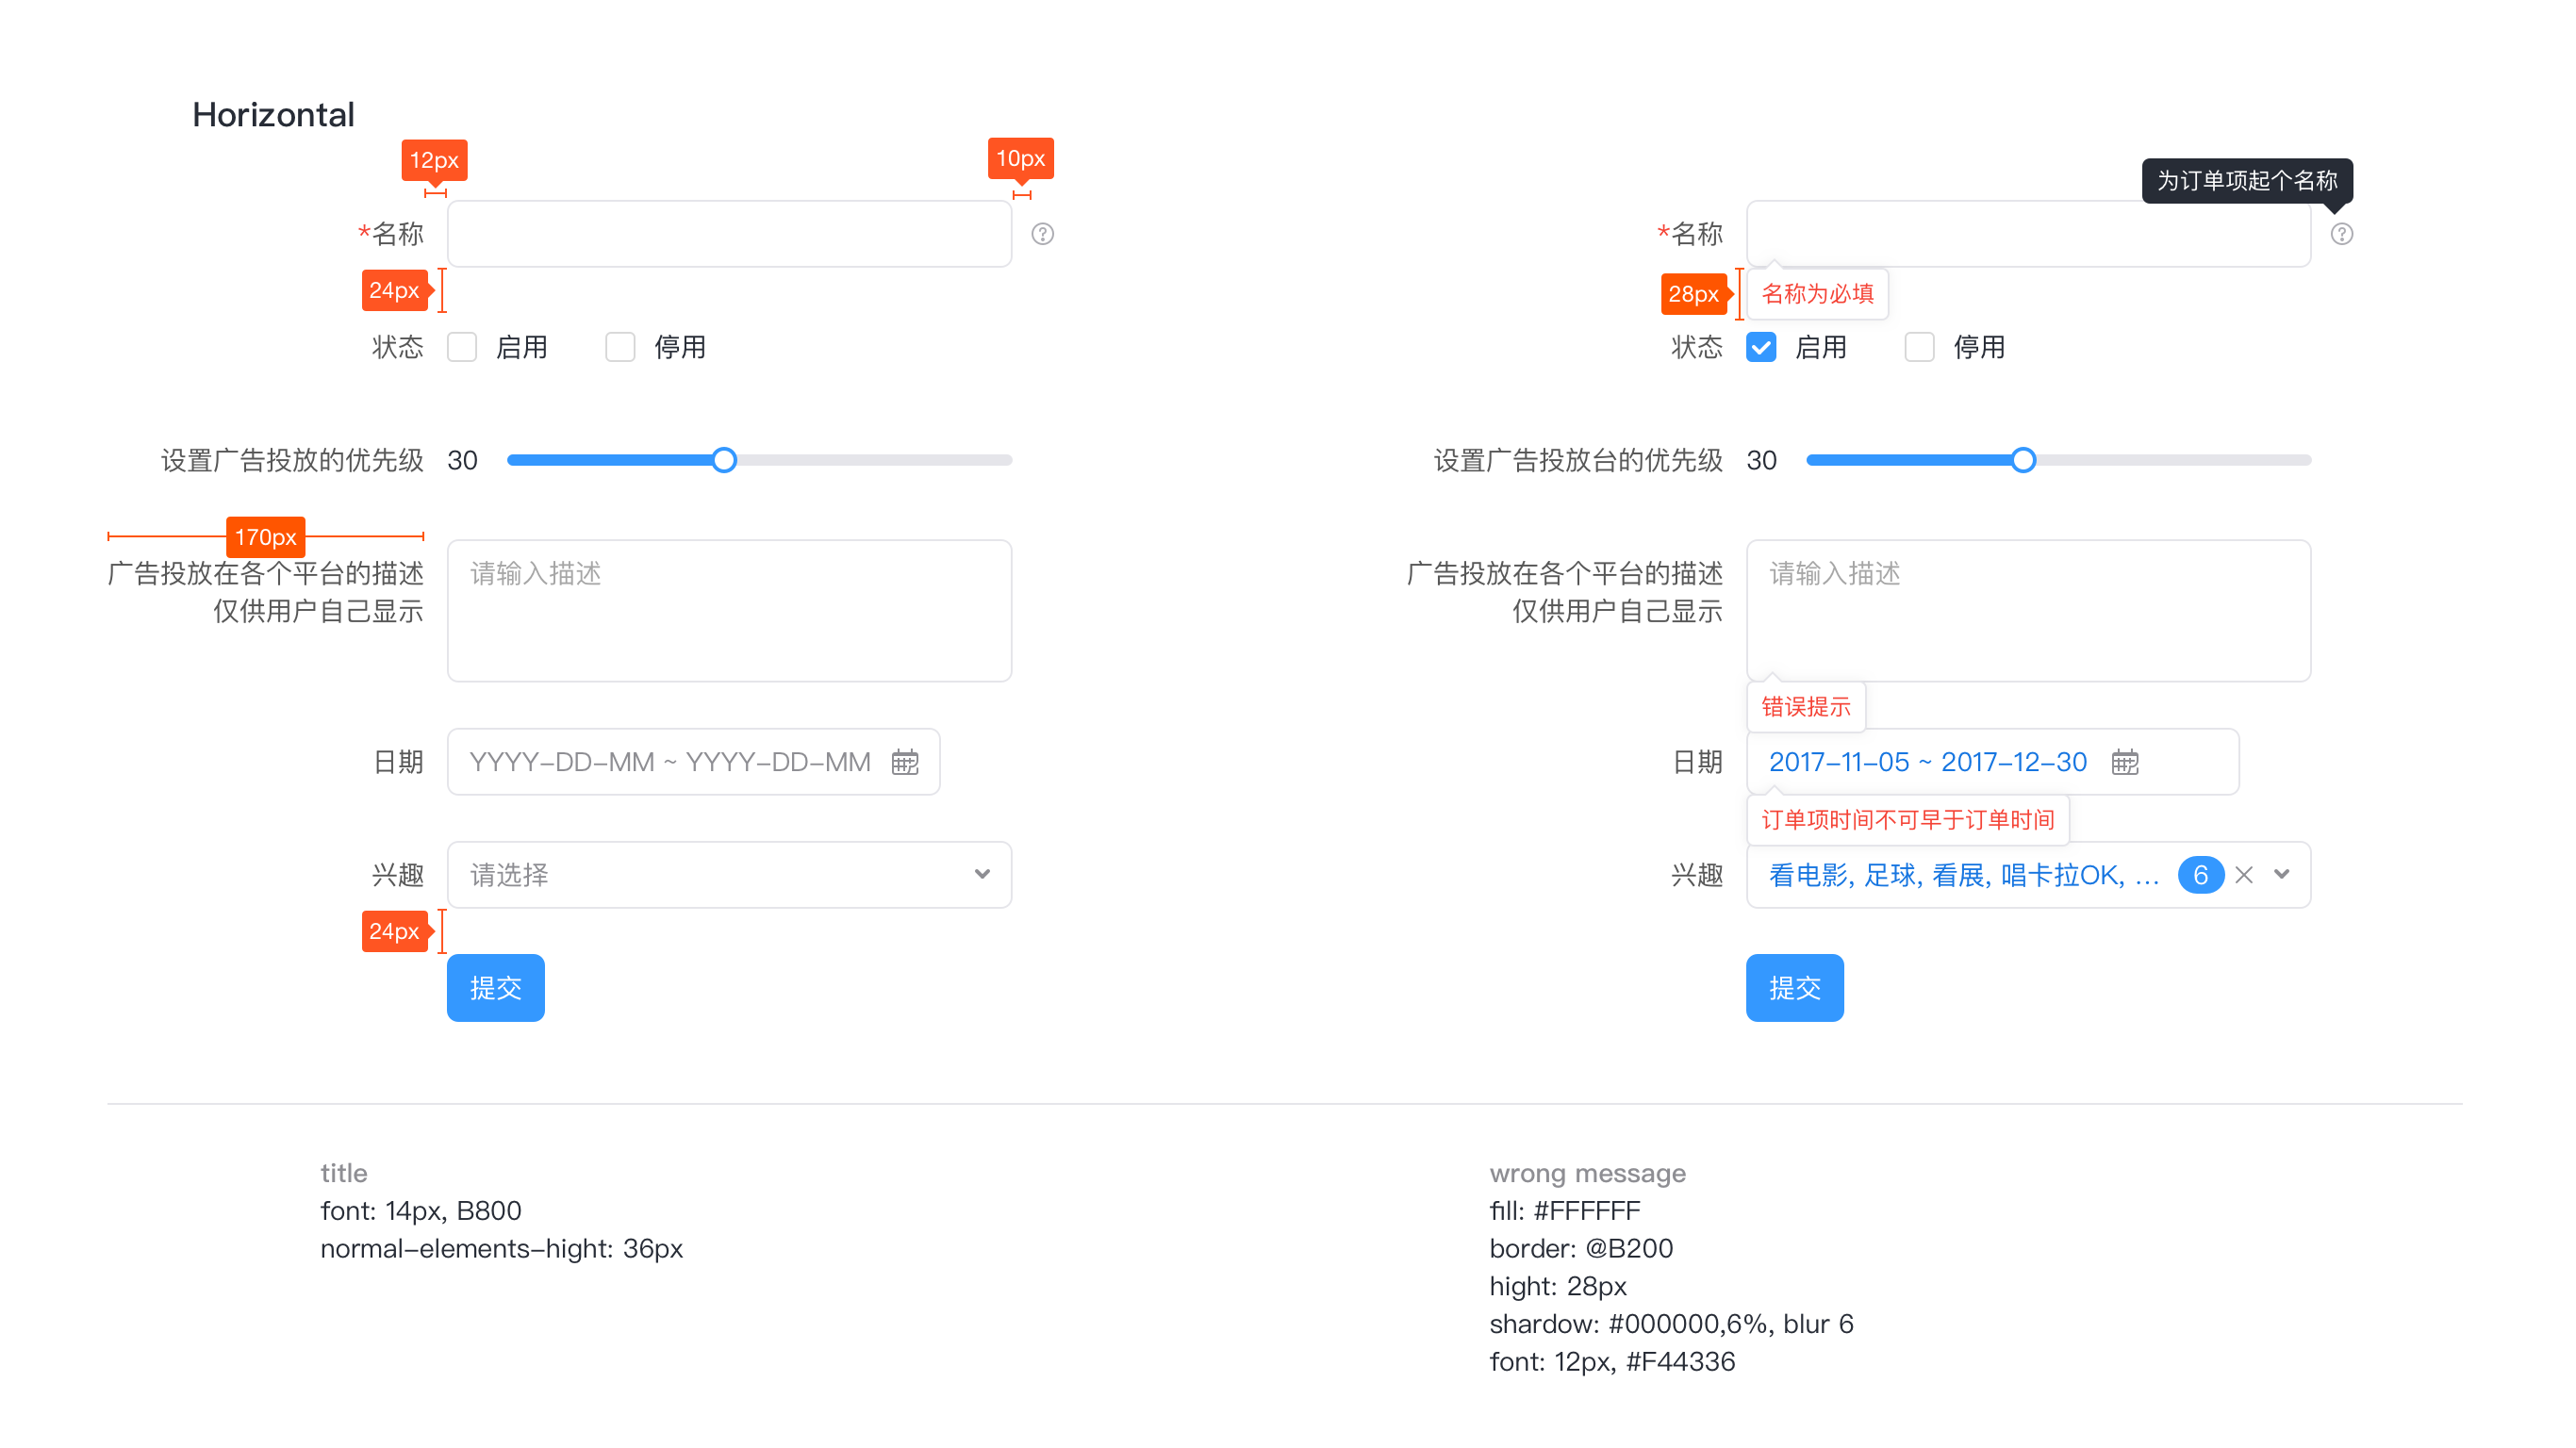 Horizontal
12px
10px
*名称
24px
状态
启用
停用
设置广告投放的优先级
30
170px
广告投放在各个平台的描述
仅供用户自己显示
请输入描述
日期
YYYY-DD-MM ~ YYYY-DD-MM
兴趣
请选择
24px
提交
为订单项起个名称
*名称
28px
名称为必填
状态
启用
停用
设置广告投放台的优先级
30
广告投放在各个平台的描述
仅供用户自己显示
请输入描述
错误提示
日期
2017-11-05 ~ 2017-12-30
订单项时间不可早于订单时间
兴趣
看电影, 足球, 看展, 唱卡拉OK, ...
6
提交
title
font: 14px, B800
normal-elements-hight: 36px
wrong message
fill: #FFFFFF
border: @B200
hight: 28px
shardow: #000000,6%, blur 6
font: 12px, #F44336